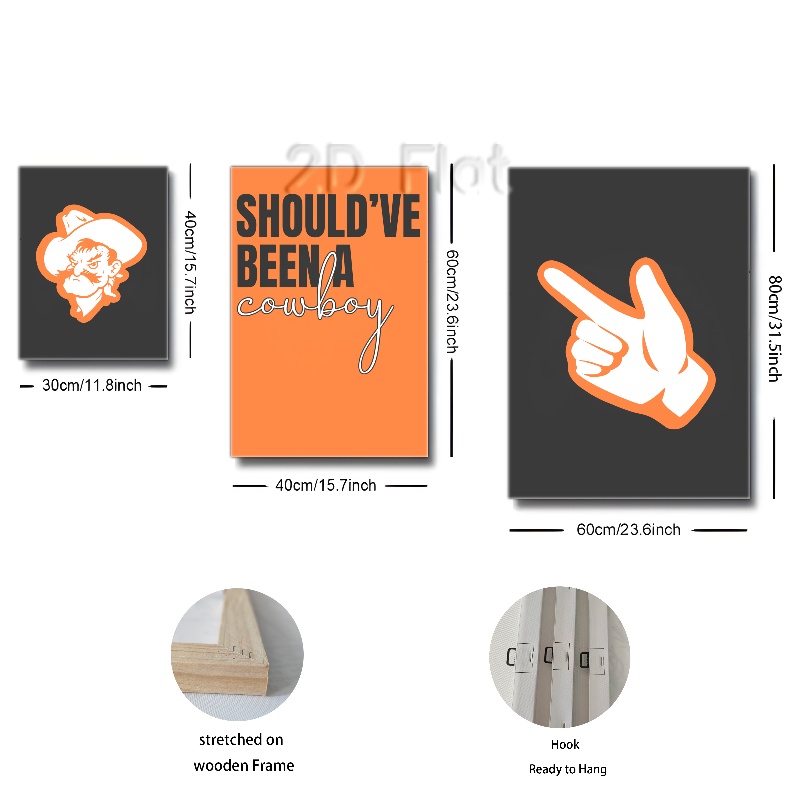 2D Flat
SHOULD'VE
BEEN A
cowboy
40cm/15.7inch
30cm/11.8inch
60cm/23.6inch
40cm/15.7inch
80cm/31.5inch
60cm/23.6inch
stretched on
wooden Frame
Hook
Ready to Hang